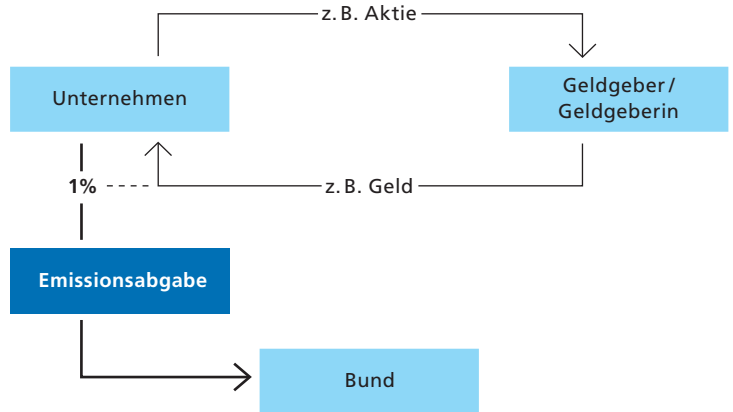 z. B. Aktie
Unternehmen
Geldgeber /
Geldgeberin
1%
z. B. Geld
Emissionsabgabe
Bund